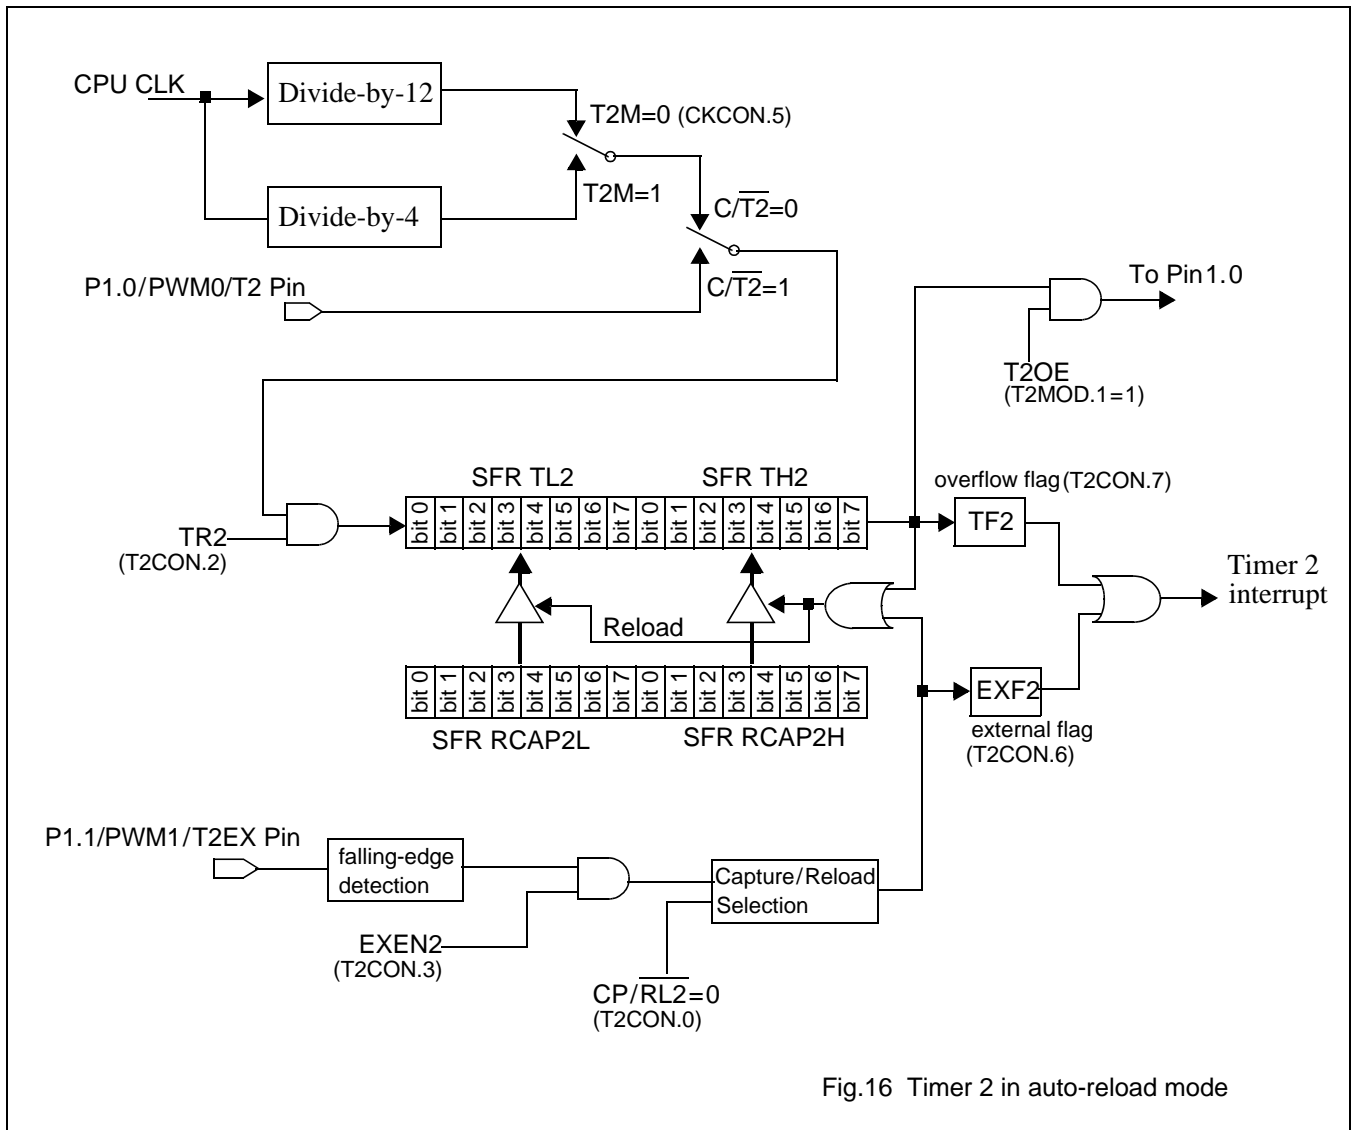 CPU CLK
Divide-by-12
T2M=0 (CKCON.5)
T2M=1
Divide-by-4
C/T2=0
P1.0/PWM0/T2 Pin
C/T2=1
To Pin1.0
T2OE
(T2MOD.1=1)
SFR TL2
SFR TH2
overflow flag (T2CON.7)
bit 0 bit 1 bit 2 bit 3 bit 4 bit 5 bit 6 bit 7 bit 0 bit 1 bit 2 bit 3 bit 4 bit 5 bit 6 bit 7
TF2
TR2
(T2CON.2)
Timer 2
interrupt
Reload
bit 0 bit 1 bit 2 bit 3 bit 4 bit 5 bit 6 bit 7 bit 0 bit 1 bit 2 bit 3 bit 4 bit 5 bit 6 bit 7
EXF2
SFR RCAP2L
SFR RCAP2H
external flag
(T2CON.6)
P1.1/PWM1/T2EX Pin
falling-edge
detection
Capture/Reload
Selection
EXEN2
(T2CON.3)
CP/RL2=0
(T2CON.0)
Fig.16 Timer 2 in auto-reload mode